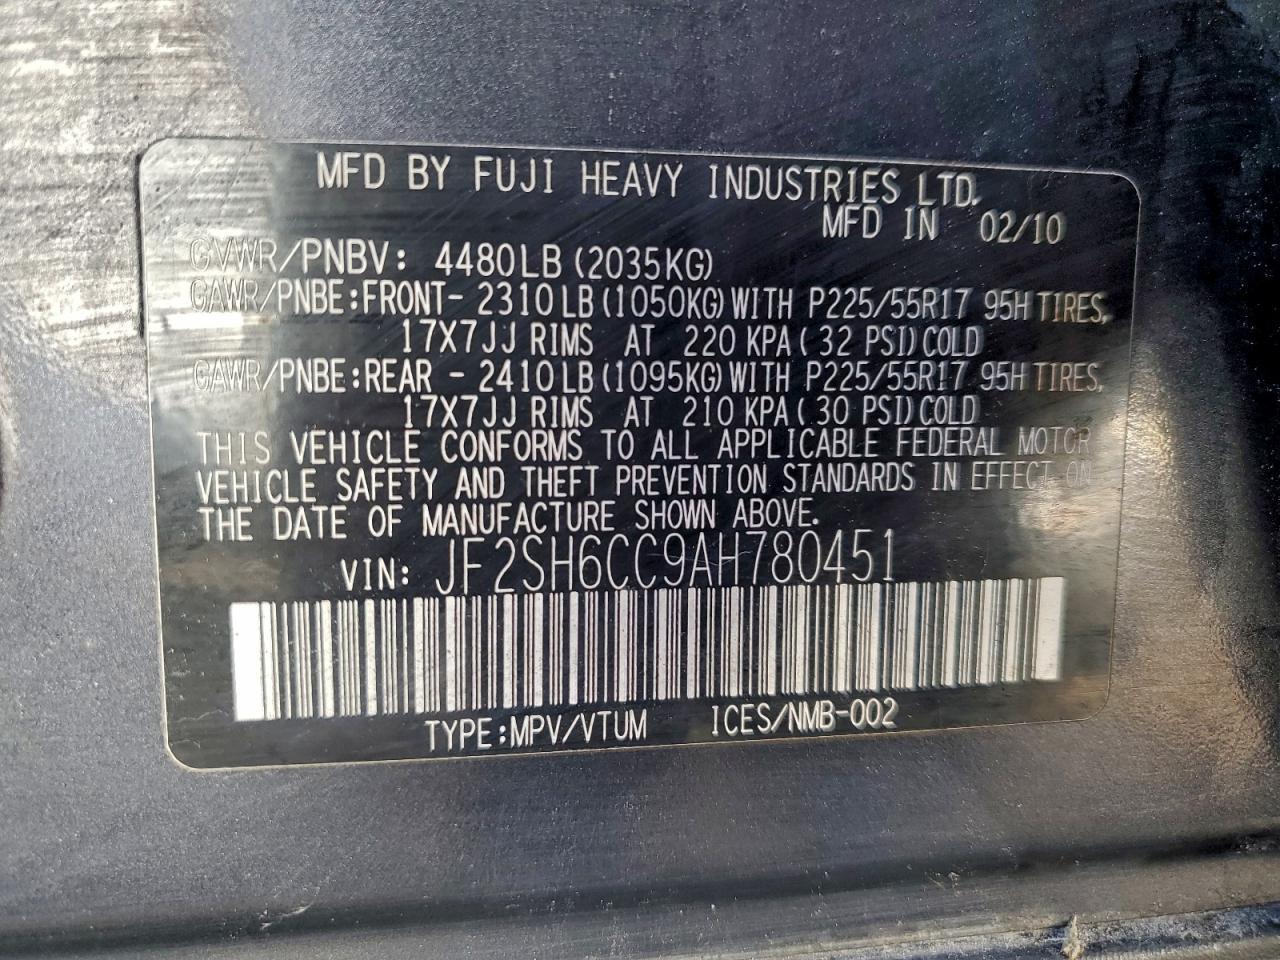 MFD BY FUJI HEAVY INDUSTRIES LTD.
MFD IN 02/10
GVWR/PNBV: 4480LB (2035KG)
GAWR/PNBE:FRONT- 2310LB (1050KG) WITH P225/55R17 95H TIRES,
17X7JJ RIMS AT 220 KPA ( 32 PSI) COLD
GAWR/PNBE:REAR - 2410LB (1095KG) WITH P225/55R17 95H TIRES,
17X7JJ RIMS AT 210 KPA ( 30 PSI) COLD
THIS VEHICLE CONFORMS TO ALL APPLICABLE FEDERAL MOTOR
VEHICLE SAFETY AND THEFT PREVENTION STANDARDS IN EFFECT ON
THE DATE OF MANUFACTURE SHOWN ABOVE.
VIN: JF2SH6CC9AH780451
TYPE:MPV/VTUM ICES/NMB-002